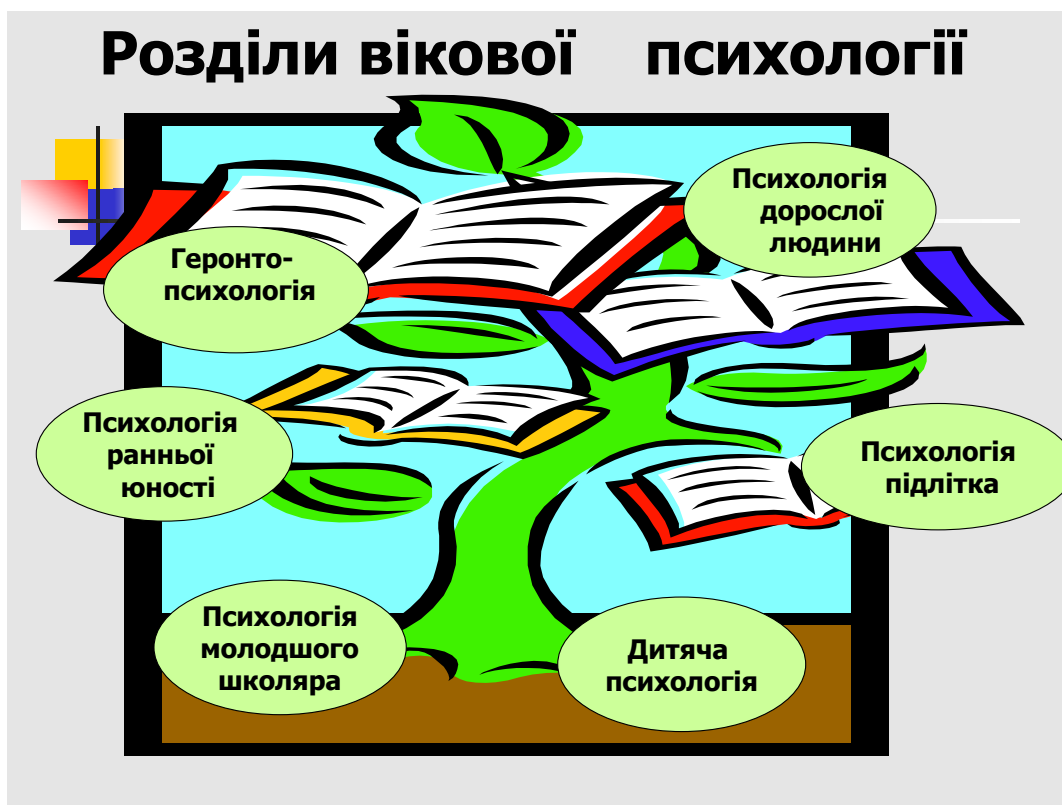 Розділи вікової психології
Психологія
дорослої
людини
Геронто-
психологія
Психологія
ранньої
юності
Психологія
підлітка
Психологія
молодшого
школяра
Дитяча
психологія